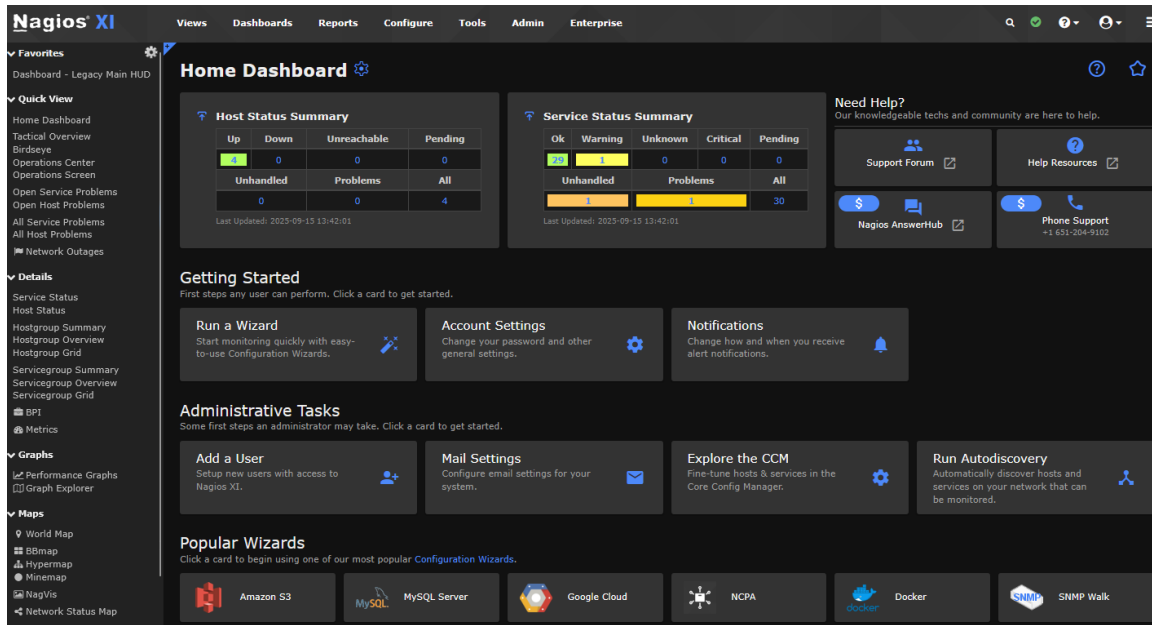 Nagios XI
Views Dashboards Reports Configure Tools Admin Enterprise
Favorites
Dashboard - Legacy Main HUD
Quick View
Home Dashboard
Tactical Overview
Birdseye
Operations Center
Operations Screen
Open Service Problems
Open Host Problems
All Service Problems
All Host Problems
Network Outages
Details
Service Status
Host Status
Hostgroup Summary
Hostgroup Overview
Hostgroup Grid
Servicegroup Summary
Servicegroup Overview
Servicegroup Grid
BPI
Metrics
Graphs
Performance Graphs
Graph Explorer
Maps
World Map
BBmap
Hypermap
Minemap
NagVis
Network Status Map
Home Dashboard
Host Status Summary
Up Down Unreachable Pending
4 0 0 0
Unhandled Problems All
0 0 4
Last Updated: 2025-09-15 13:42:01
Service Status Summary
Ok Warning Unknown Critical Pending
29 1 0 0 0
Unhandled Problems All
1 1 30
Last Updated: 2025-09-15 13:42:01
Need Help?
Our knowledgeable techs and community are here to help.
Support Forum
Help Resources
$
Nagios AnswerHub
$
Phone Support
+1 651-204-9102
Getting Started
First steps any user can perform. Click a card to get started.
Run a Wizard
Start monitoring quickly with easy-
to-use Configuration Wizards.
Account Settings
Change your password and other
general settings.
Notifications
Change how and when you receive
alert notifications.
Administrative Tasks
Some first steps an administrator may take. Click a card to get started.
Add a User
Setup new users with access to
Nagios XI.
Mail Settings
Configure email settings for your
system.
Explore the CCM
Fine-tune hosts & services in the
Core Config Manager.
Run Autodiscovery
Automatically discover hosts and
services on your network that can
be monitored.
Popular Wizards
Click a card to begin using one of our most popular Configuration Wizards.
Amazon S3
MySQL
MySQL Server
Google Cloud
NCPA
docker
Docker
SNMP
SNMP Walk